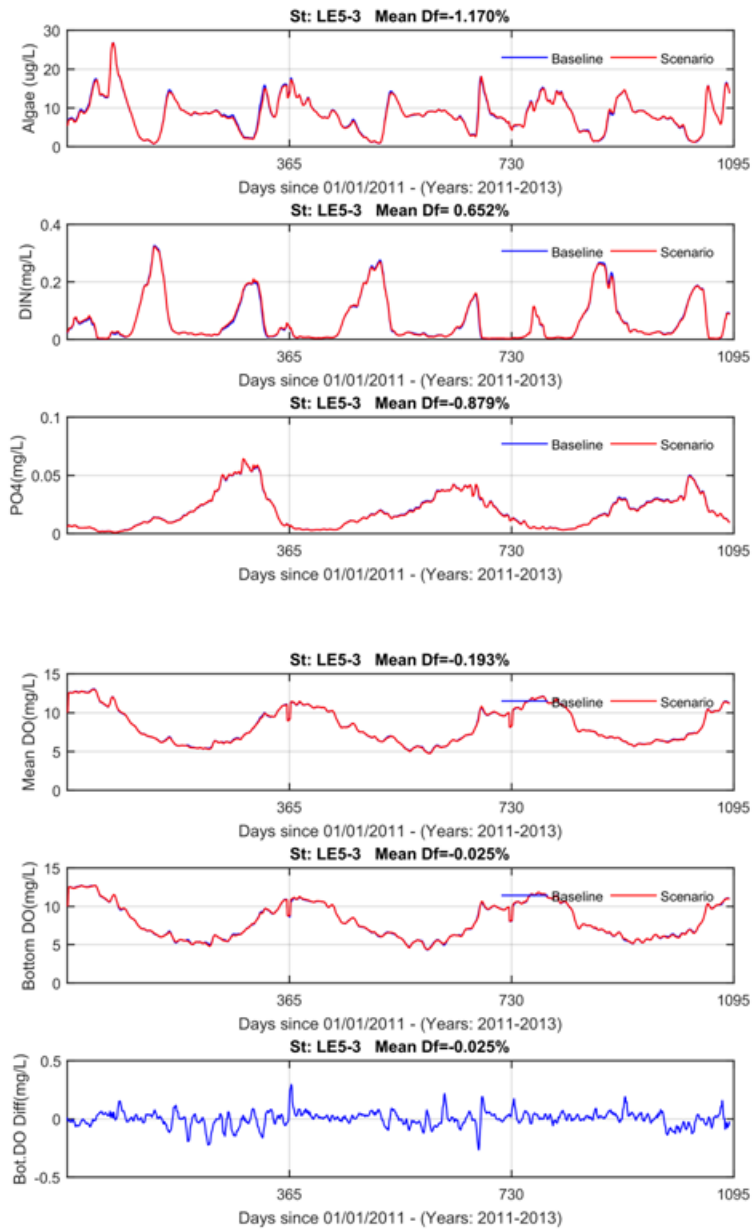 St: LE5-3 Mean Df=-1.170%
30
20
10
0
Algae (ug/L)
Baseline Scenario
365 730 1095
Days since 01/01/2011 - (Years: 2011-2013)
St: LE5-3 Mean Df= 0.652%
0.4
0.2
0
DIN(mg/L)
Baseline Scenario
365 730 1095
Days since 01/01/2011 - (Years: 2011-2013)
St: LE5-3 Mean Df=-0.879%
0.1
0.05
0
PO4(mg/L)
Baseline Scenario
365 730 1095
Days since 01/01/2011 - (Years: 2011-2013)
St: LE5-3 Mean Df=-0.193%
15
10
5
0
Mean DO(mg/L)
Baseline Scenario
365 730 1095
Days since 01/01/2011 - (Years: 2011-2013)
St: LE5-3 Mean Df=-0.025%
15
10
5
0
Bottom DO(mg/L)
Baseline Scenario
365 730 1095
Days since 01/01/2011 - (Years: 2011-2013)
St: LE5-3 Mean Df=-0.025%
0.5
0
-0.5
Bot.DO Diff(mg/L)
365 730 1095
Days since 01/01/2011 - (Years: 2011-2013)